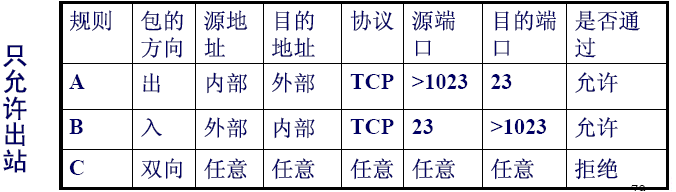 只允许出站
规则 包的方向 源地址 目的地址 协议 源端口 目的端口 是否通过
A 出 内部 外部 TCP >1023 23 允许
B 入 外部 内部 TCP 23 >1023 允许
C 双向 任意 任意 任意 任意 任意 拒绝